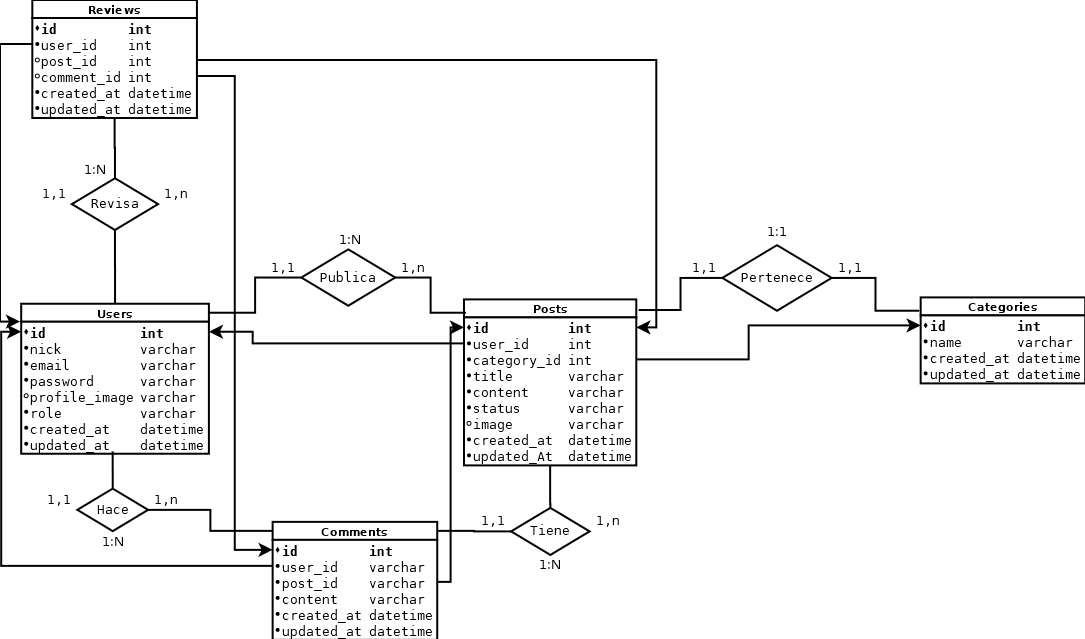 Reviews
id int
user_id int
post_id int
comment_id int
created_at datetime
updated_at datetime
1:N
1,1
Revisa
1,n
1:N
1,1
Publica
1,n
1:1
1,1
Pertenece
1,1
Users
id int
nick varchar
email varchar
password varchar
profile_image varchar
role varchar
created_at datetime
updated_at datetime
Posts
id int
user_id int
category_id int
title varchar
content varchar
status varchar
image varchar
created_at datetime
updated_At datetime
Categories
id int
name varchar
created_at datetime
updated_at datetime
1,1
Hace
1,n
1:N
Comments
id int
user_id varchar
post_id varchar
content varchar
created_at datetime
updated_at datetime
1,1
Tiene
1,n
1:N